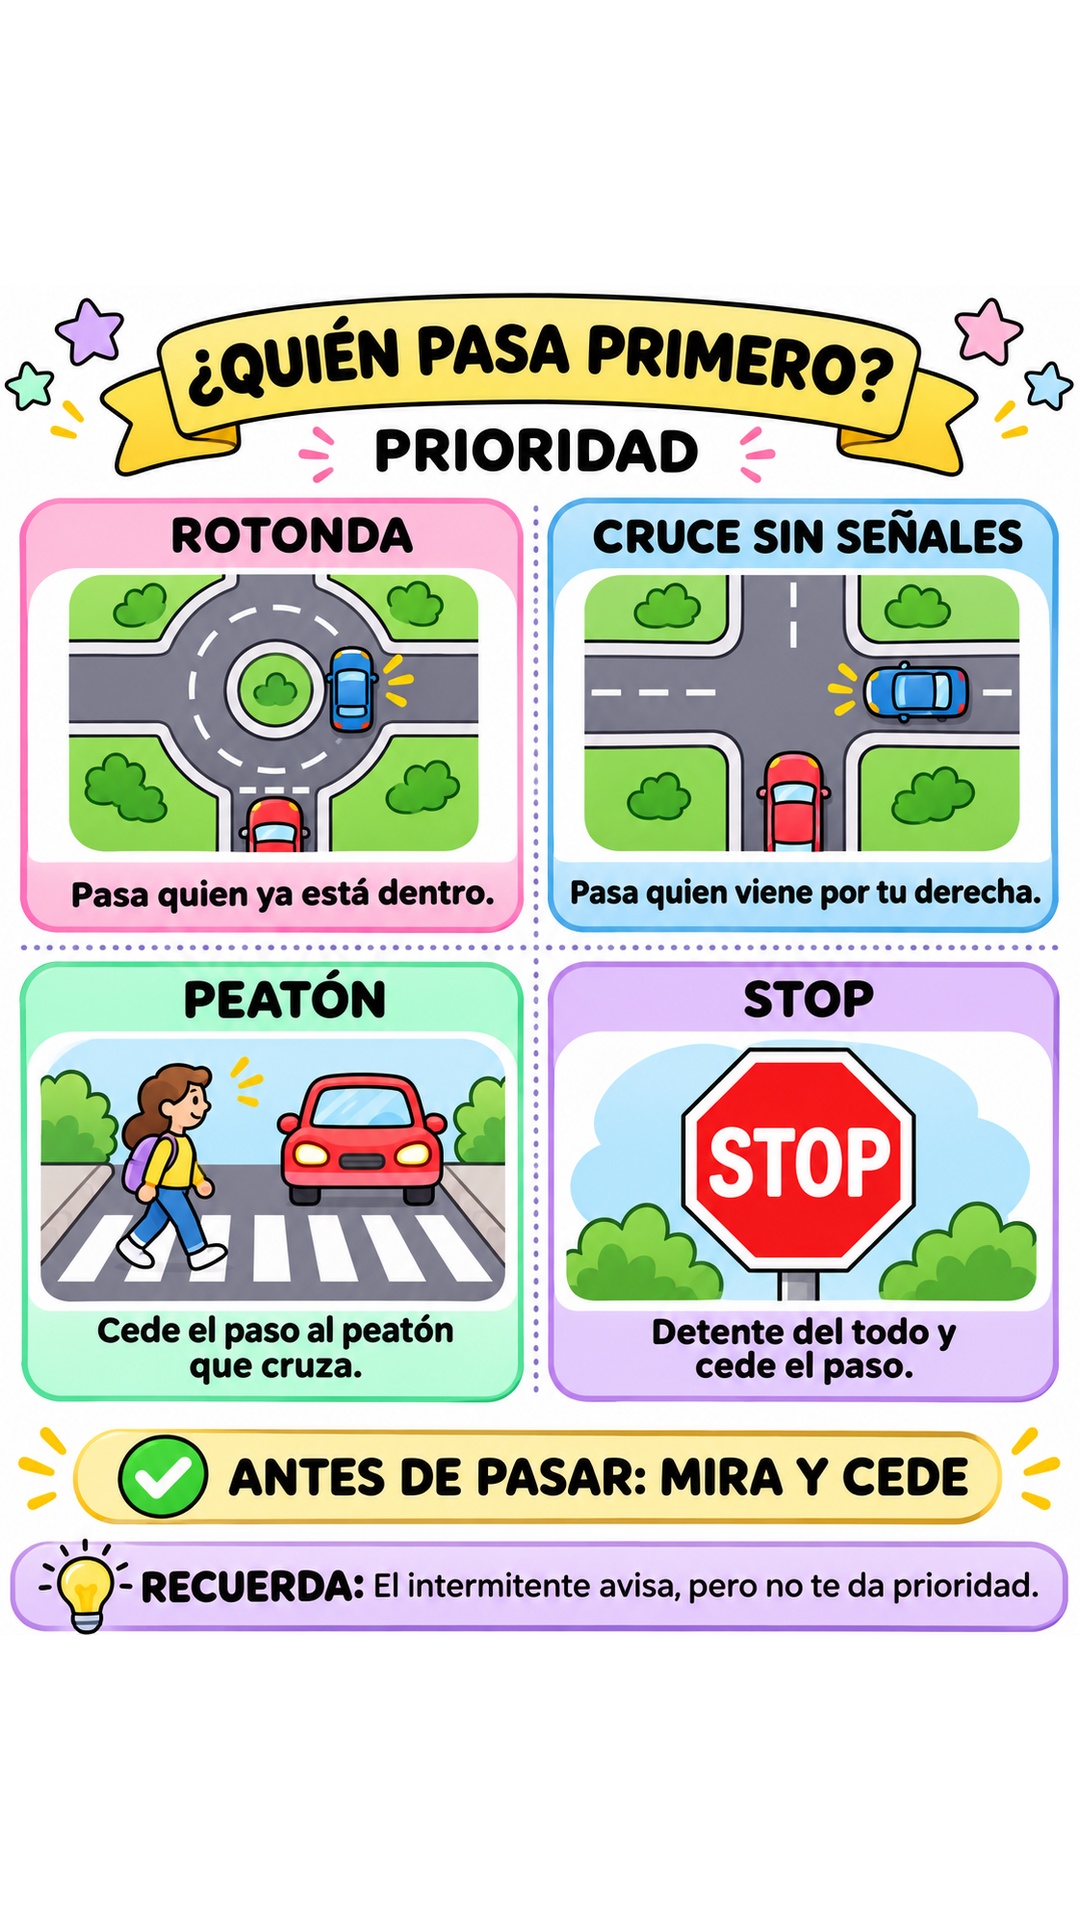 ¿QUIÉN PASA PRIMERO?
PRIORIDAD
ROTONDA
Pasa quien ya está dentro.
CRUCE SIN SEÑALES
Pasa quien viene por tu derecha.
PEATÓN
Cede el paso al peatón
que cruza.
STOP
STOP
Detente del todo y
cede el paso.
ANTES DE PASAR: MIRA Y CEDE
RECUERDA: El intermitente avisa, pero no te da prioridad.